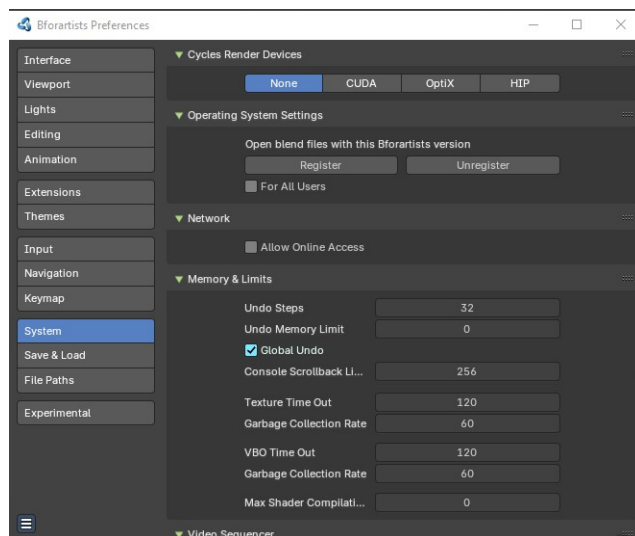 Bforartists Preferences
Interface
Viewport
Lights
Editing
Animation
Extensions
Themes
Input
Navigation
Keymap
System
Save & Load
File Paths
Experimental
Cycles Render Devices
None CUDA OptiX HIP
Operating System Settings
Open blend files with this Bforartists version
Register Unregister
For All Users
Network
Allow Online Access
Memory & Limits
Undo Steps 32
Undo Memory Limit 0
Global Undo
Console Scrollback Li... 256
Texture Time Out 120
Garbage Collection Rate 60
VBO Time Out 120
Garbage Collection Rate 60
Max Shader Compilati... 0
Video Sequencer